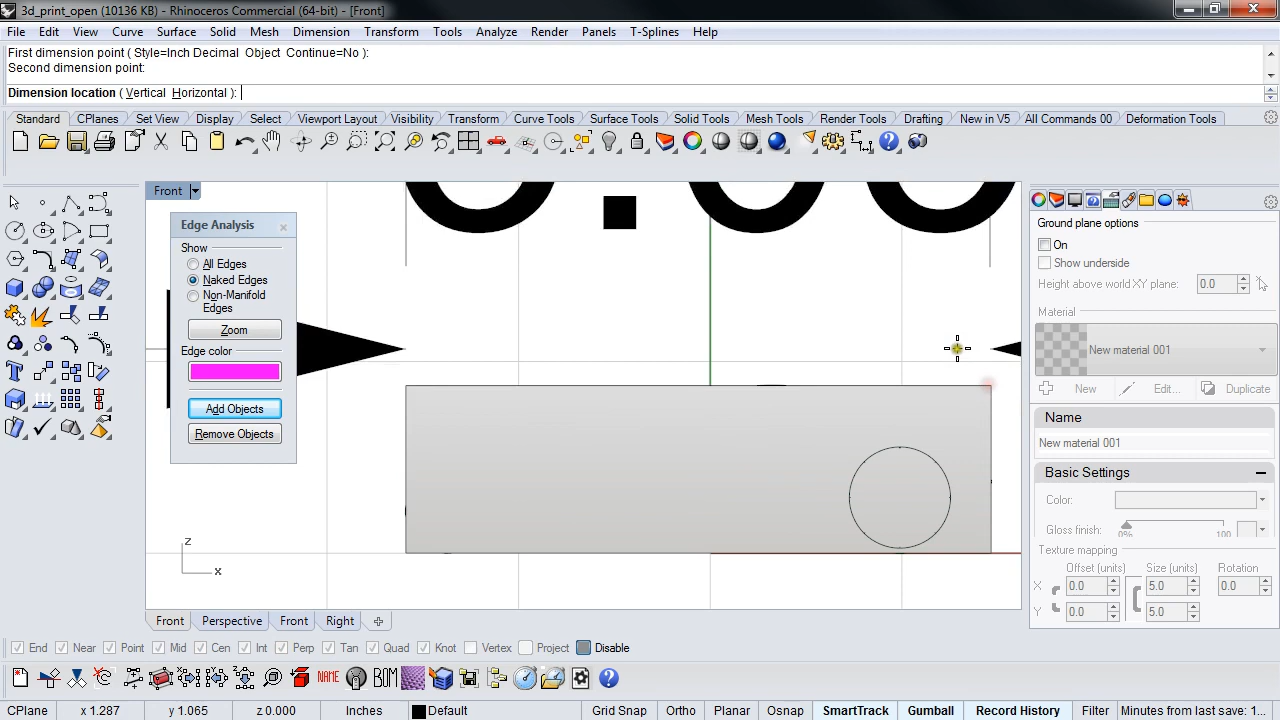 3d_print_open (10136 KB) - Rhinoceros Commercial (64-bit) - [Front]
File Edit View Curve Surface Solid Mesh Dimension Transform Tools Analyze Render Panels T-Splines Help
First dimension point ( Style=Inch Decimal Object Continue=No ):
Second dimension point:
Dimension location ( Vertical Horizontal ):
Standard CPlanes Set View Display Select Viewport Layout Visibility Transform Curve Tools Surface Tools Solid Tools Mesh Tools Render Tools Drafting New in V5 All Commands 00 Deformation Tools
Front
Edge Analysis
Show
All Edges
Naked Edges
Non-Manifold
Edges
Zoom
Edge color
Add Objects
Remove Objects
z
x
Ground plane options
On
Show underside
Height above world XY plane: 0.0
Material
New material 001
New Edit... Duplicate
Name
New material 001
Basic Settings
Color:
Gloss finish: 0% 100
Texture mapping
Offset (units) Size (units) Rotation
X 0.0 5.0 0.0
Y 0.0 5.0
Front Perspective Front Right
End Near Point Mid Cen Int Perp Tan Quad Knot Vertex Project Disable
NAME BOM
CPlane x 1.287 y 1.065 z 0.000 Inches Default Grid Snap Ortho Planar Osnap SmartTrack Gumball Record History Filter Minutes from last save: 1...